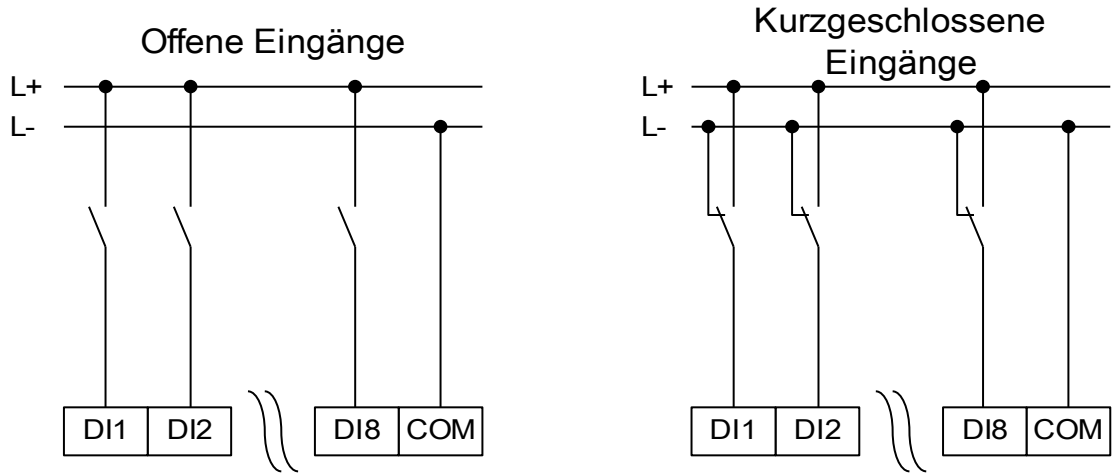 Offene Eingänge
L+
L-
DI1 DI2 DI8 COM
Kurzgeschlossene
Eingänge
L+
L-
DI1 DI2 DI8 COM